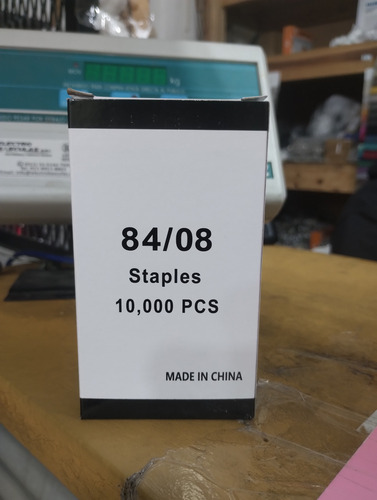 84/08
Staples
10,000 PCS
MADE IN CHINA